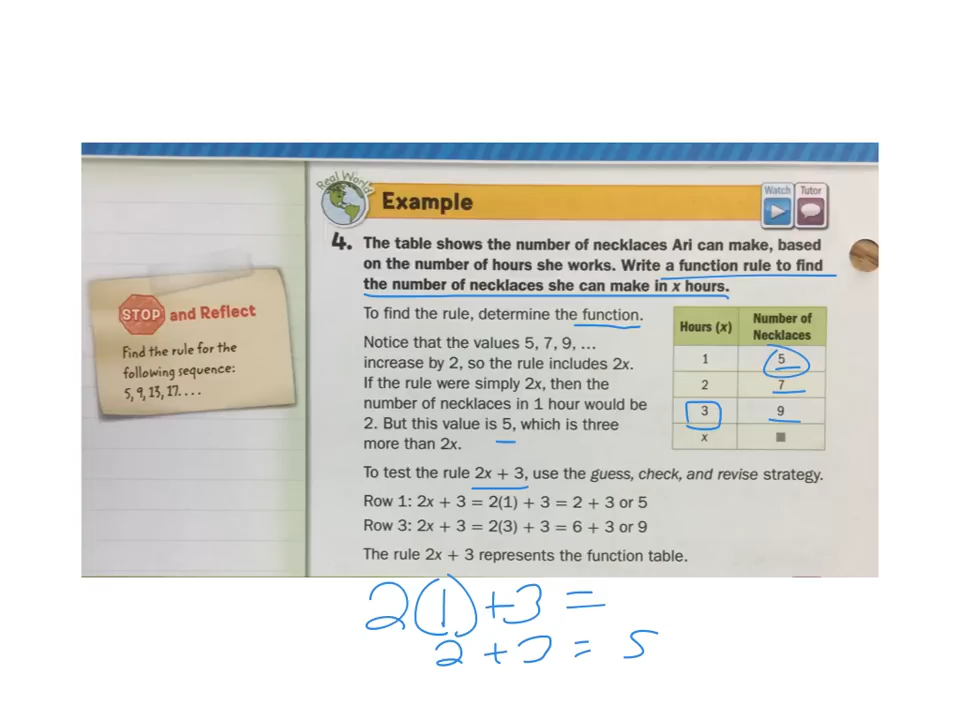 Real World
Example
Watch
Tutor
4. The table shows the number of necklaces Ari can make, based
on the number of hours she works. Write a function rule to find
the number of necklaces she can make in x hours.
STOP and Reflect
Find the rule for the
following sequence:
5, 9, 13, 17. . . .
To find the rule, determine the function.
Notice that the values 5, 7, 9, …
increase by 2, so the rule includes 2x.
If the rule were simply 2x, then the
number of necklaces in 1 hour would be
2. But this value is 5, which is three
more than 2x.
Hours (x) Number of
Necklaces
1 5
2 7
3 9
x ■
To test the rule 2x + 3, use the guess, check, and revise strategy.
Row 1: 2x + 3 = 2(1) + 3 = 2 + 3 or 5
Row 3: 2x + 3 = 2(3) + 3 = 6 + 3 or 9
The rule 2x + 3 represents the function table.
2(1)+3 =
2 + 3 = 5